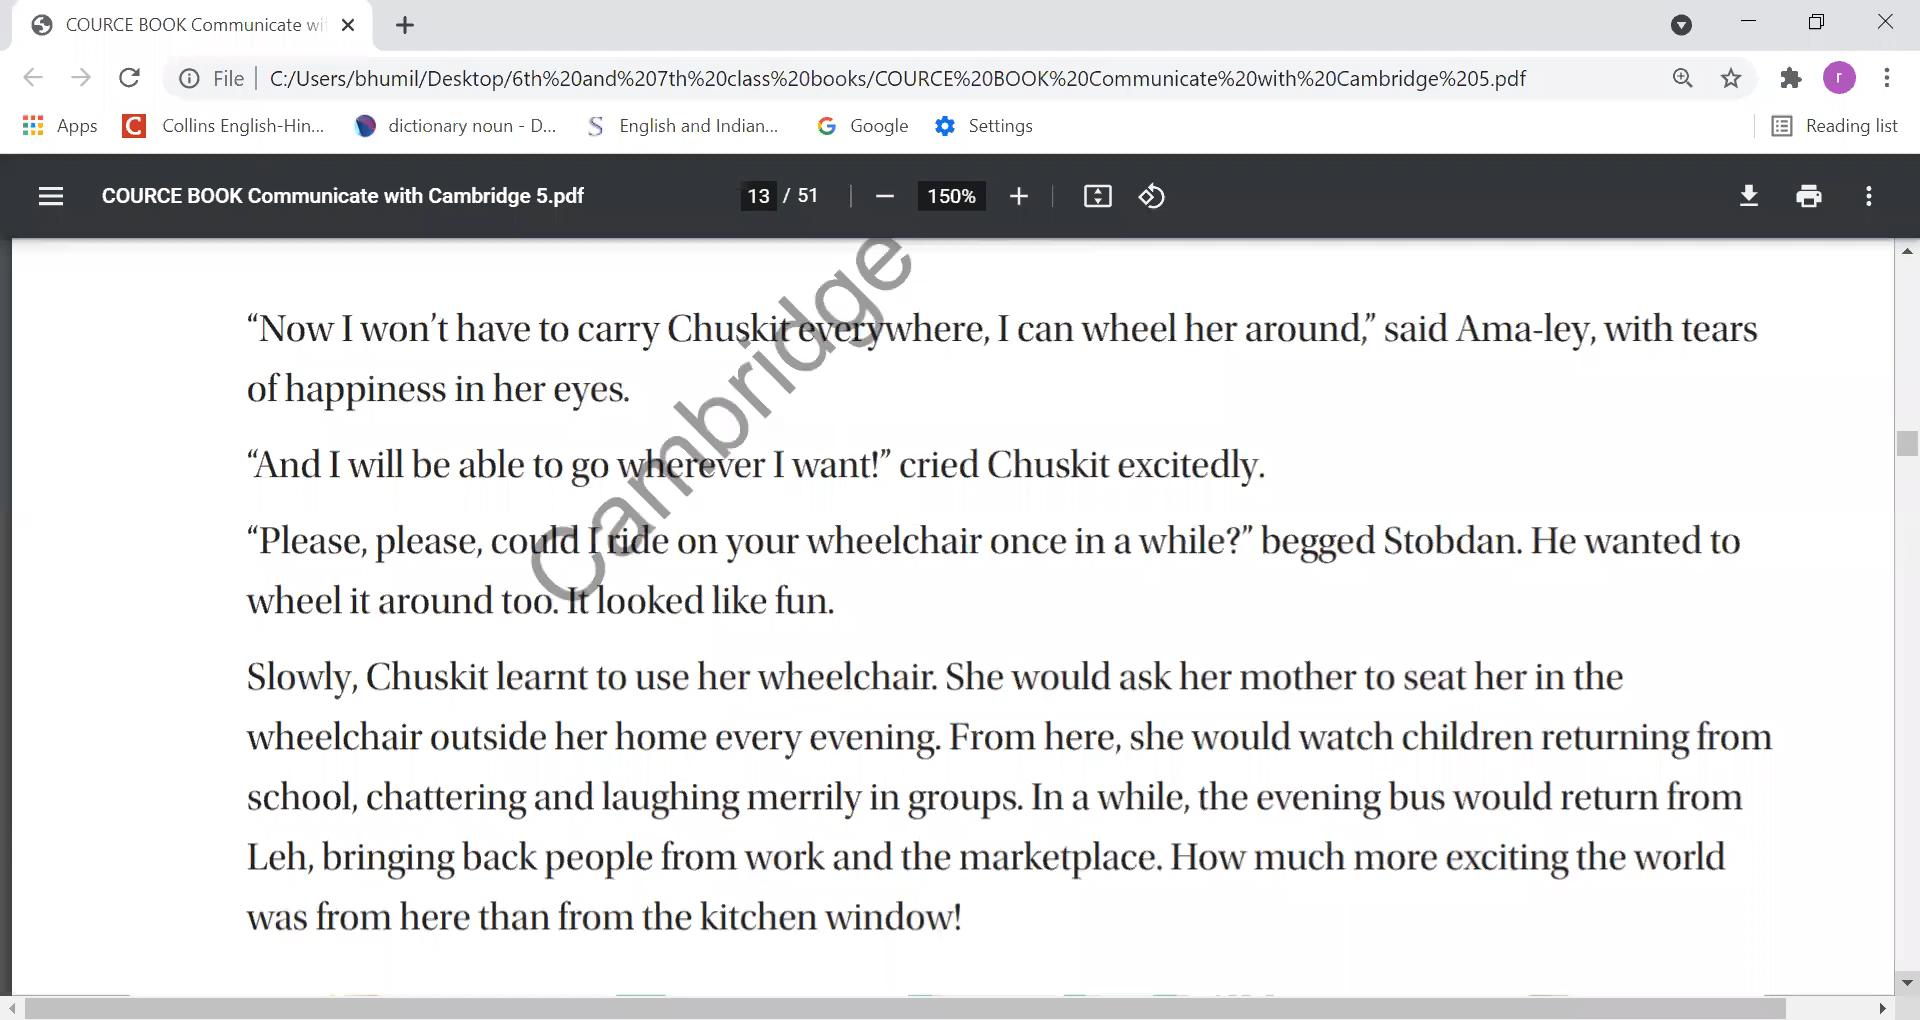 COURCE BOOK Communicate wi
File
C:/Users/bhumil/Desktop/6th%20and%207th%20class%20books/COURCE%20BOOK%20Communicate%20with%20Cambridge%205.pdf
r
Apps
Collins English-Hin...
dictionary noun - D...
English and Indian...
Google
Settings
Reading list
COURCE BOOK Communicate with Cambridge 5.pdf
13 / 51
150%
Cambridge
“Now I won’t have to carry Chuskit everywhere, I can wheel her around,” said Ama-ley, with tears
of happiness in her eyes.
“And I will be able to go wherever I want!” cried Chuskit excitedly.
“Please, please, could I ride on your wheelchair once in a while?” begged Stobdan. He wanted to
wheel it around too. It looked like fun.
Slowly, Chuskit learnt to use her wheelchair. She would ask her mother to seat her in the
wheelchair outside her home every evening. From here, she would watch children returning from
school, chattering and laughing merrily in groups. In a while, the evening bus would return from
Leh, bringing back people from work and the marketplace. How much more exciting the world
was from here than from the kitchen window!